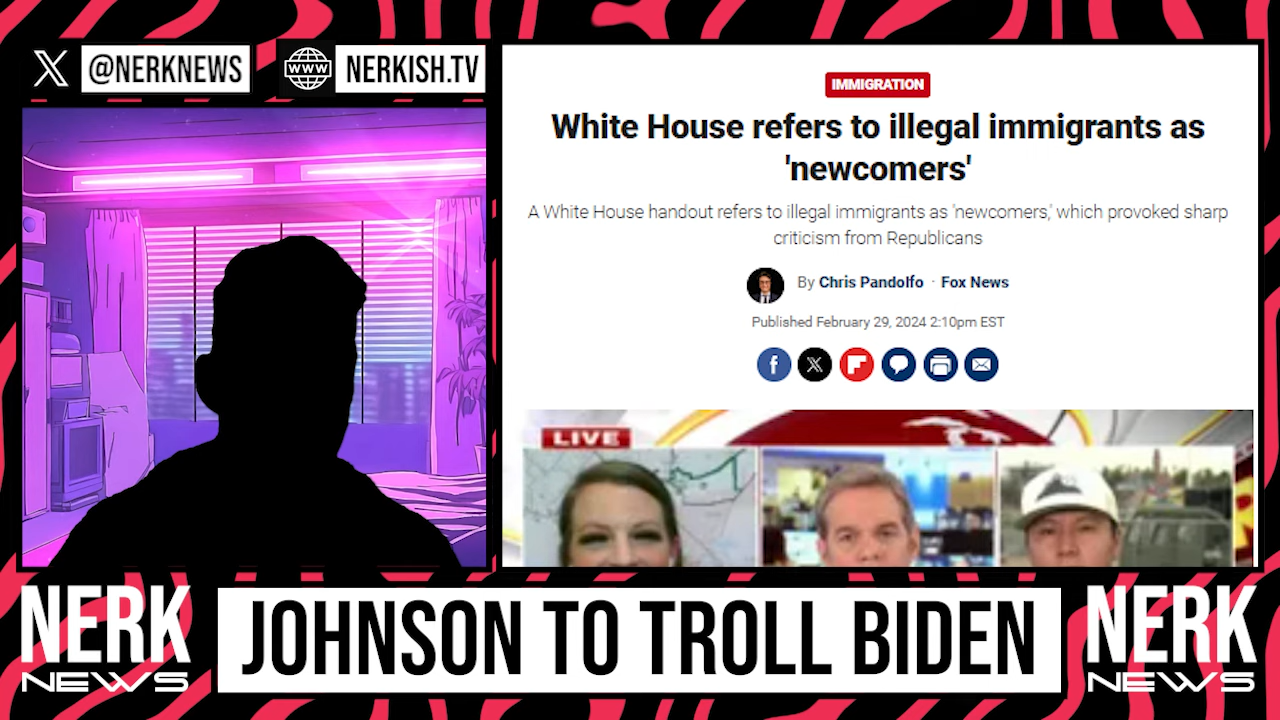 @NERKNEWS
WWW
NERKISH.TV
IMMIGRATION
White House refers to illegal immigrants as
'newcomers'
A White House handout refers to illegal immigrants as 'newcomers,' which provoked sharp
criticism from Republicans
By Chris Pandolfo · Fox News
Published February 29, 2024 2:10pm EST
LIVE
NERK
NEWS
JOHNSON TO TROLL BIDEN
NERK
NEWS